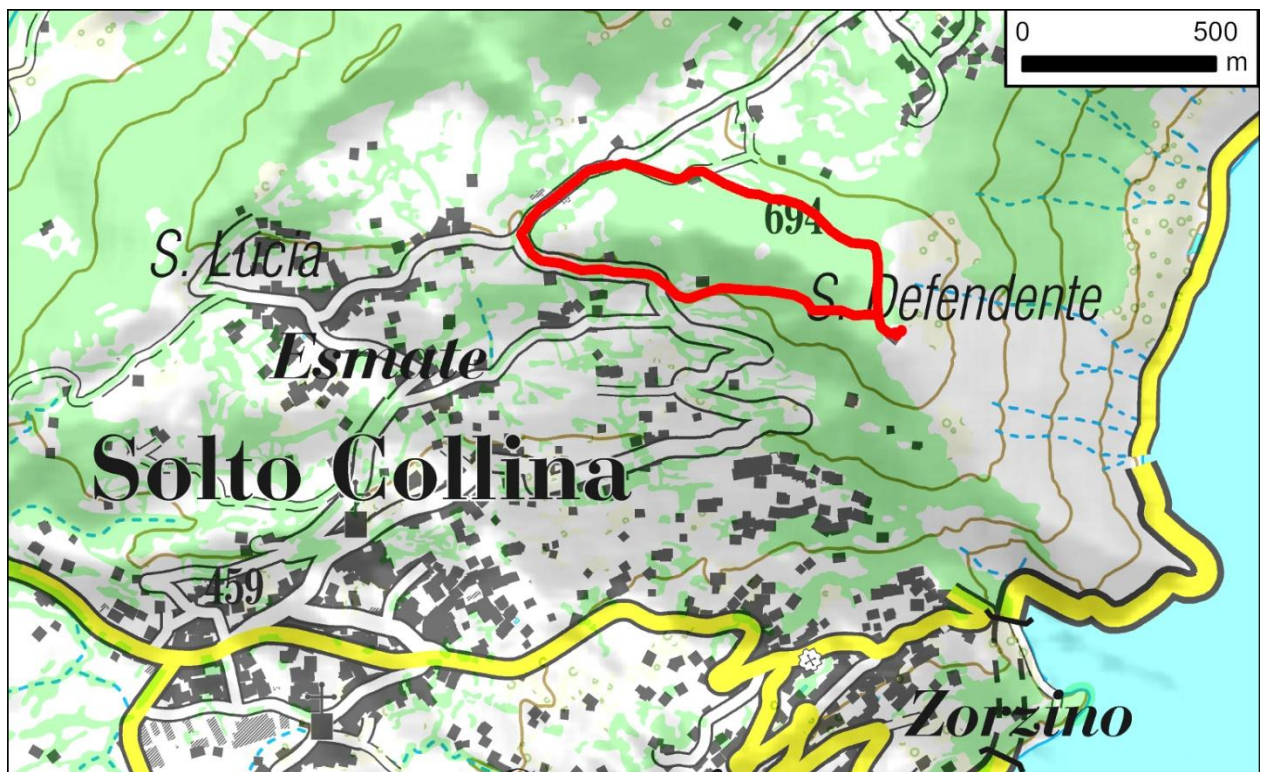 0 500
m
694
S. Lucia
S. Defendente
Esmate
Solto Collina
459
Zorzino